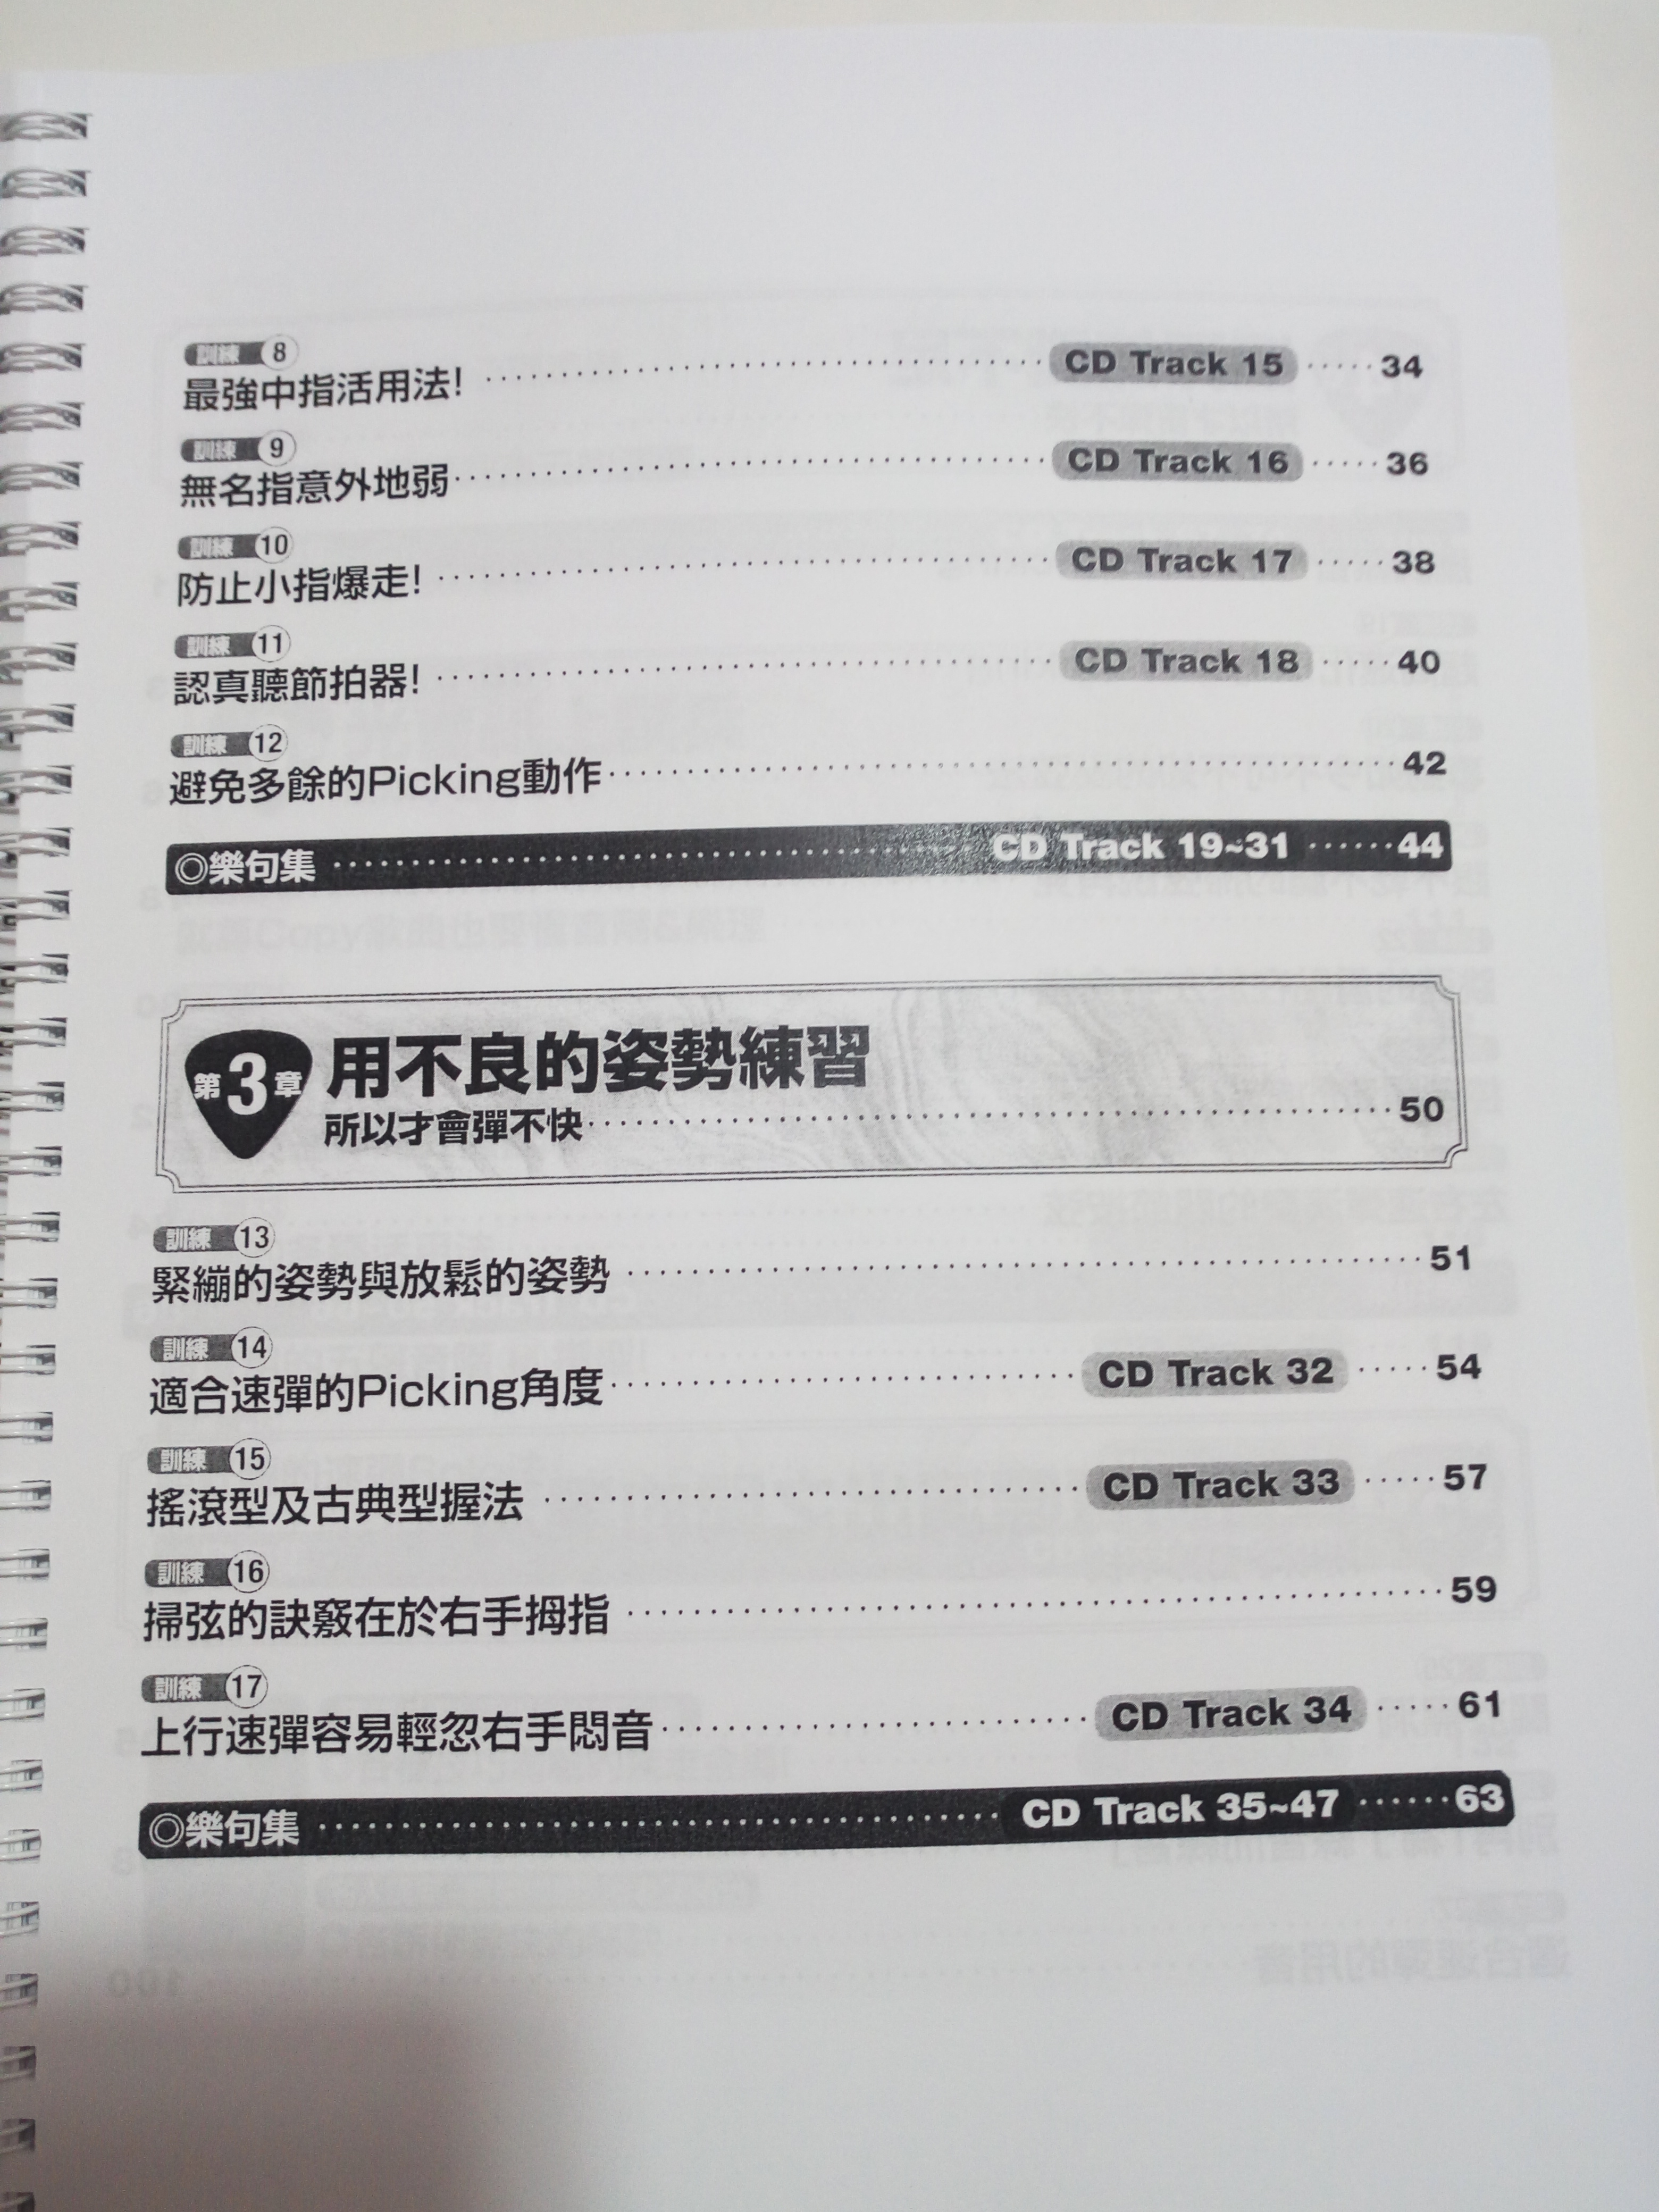 訓練 8
最強中指活用法! CD Track 15 34
訓練 9
無名指意外地弱 CD Track 16 36
訓練 10
防止小指爆走! CD Track 17 38
訓練 11
認真聽節拍器! CD Track 18 40
訓練 12
避免多餘的Picking動作 42
◎樂句集 CD Track 19~31 44
第3章 用不良的姿勢練習
所以才會彈不快 50
訓練 13
緊繃的姿勢與放鬆的姿勢 51
訓練 14
適合速彈的Picking角度 CD Track 32 54
訓練 15
搖滾型及古典型握法 CD Track 33 57
訓練 16
掃弦的訣竅在於右手拇指 59
訓練 17
上行速彈容易輕忽右手悶音 CD Track 34 61
◎樂句集 CD Track 35~47 63